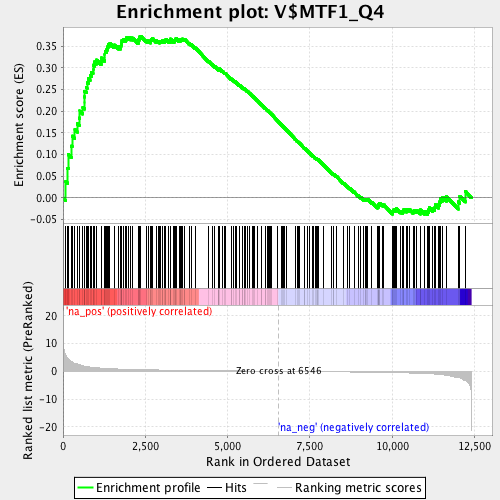 Enrichment plot: V$MTF1_Q4
Enrichment score (ES)
0.35
0.30
0.25
0.20
0.15
0.10
0.05
0.00
-0.05
'na_pos' (positively correlated)
Ranked list metric (PreRanked)
20
10
0
-10
-20
Zero cross at 6546
'na_neg' (negatively correlated)
0 2,500 5,000 7,500 10,000 12,500
Rank in Ordered Dataset
Enrichment profile Hits Ranking metric scores